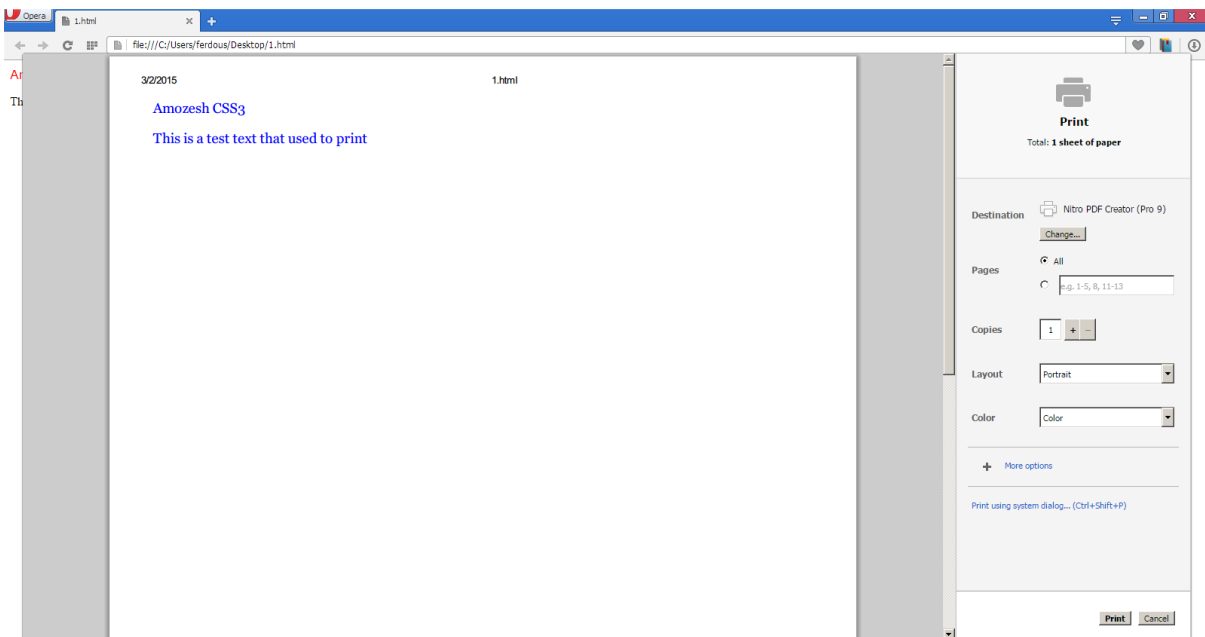 Opera
1.html
file:///C:/Users/ferdous/Desktop/1.html
Ar
Th
3/2/2015 1.html
Amozesh CSS3
This is a test text that used to print
Print
Total: 1 sheet of paper
Destination Nitro PDF Creator (Pro 9)
Change...
Pages All
e.g. 1-5, 8, 11-13
Copies 1 + −
Layout Portrait
Color Color
+ More options
Print using system dialog... (Ctrl+Shift+P)
Print Cancel